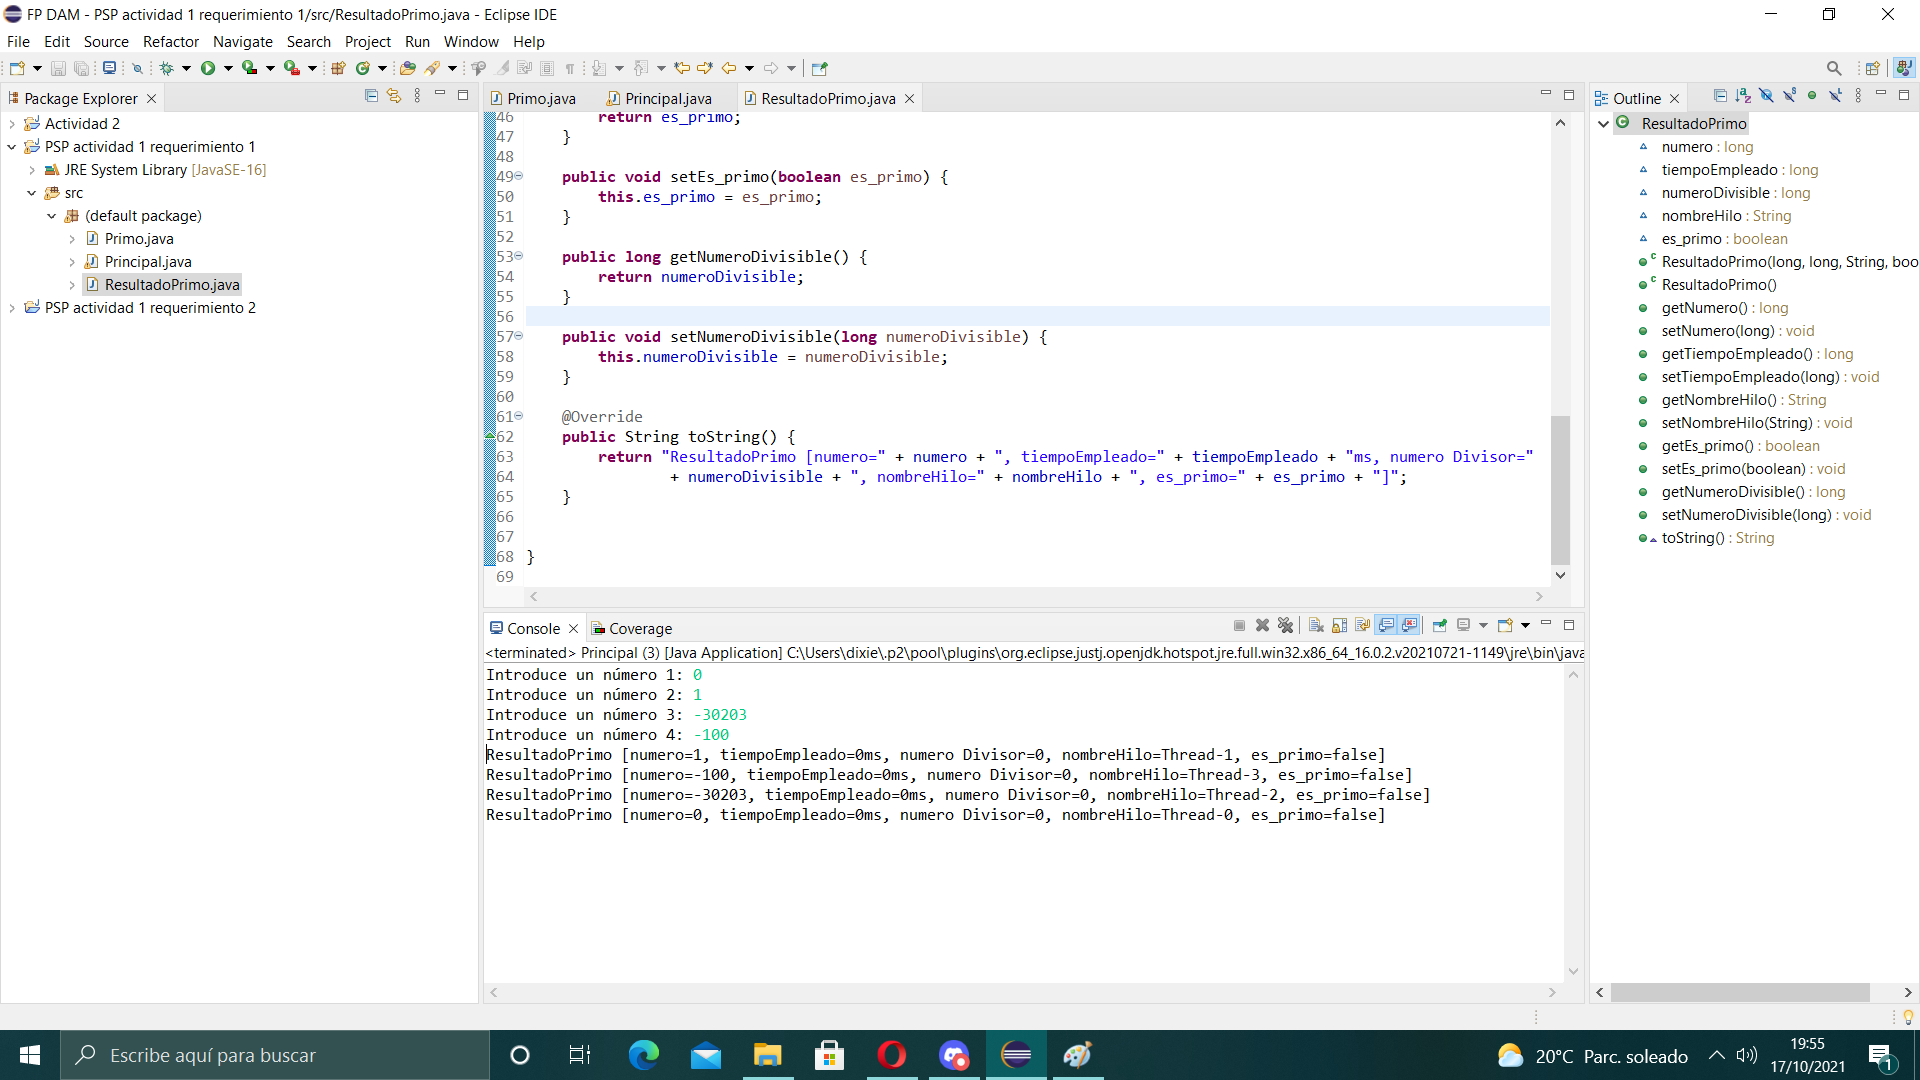 FP DAM - PSP actividad 1 requerimiento 1/src/ResultadoPrimo.java - Eclipse IDE
File Edit Source Refactor Navigate Search Project Run Window Help
Package Explorer
Actividad 2
PSP actividad 1 requerimiento 1
JRE System Library [JavaSE-16]
src
(default package)
Primo.java
Principal.java
ResultadoPrimo.java
PSP actividad 1 requerimiento 2
Primo.java Principal.java ResultadoPrimo.java
46 return es_primo;
47 }
48
49 public void setEs_primo(boolean es_primo) {
50 this.es_primo = es_primo;
51 }
52
53 public long getNumeroDivisible() {
54 return numeroDivisible;
55 }
56
57 public void setNumeroDivisible(long numeroDivisible) {
58 this.numeroDivisible = numeroDivisible;
59 }
60
61 @Override
62 public String toString() {
63 return "ResultadoPrimo [numero=" + numero + ", tiempoEmpleado=" + tiempoEmpleado + "ms, numero Divisor="
64 + numeroDivisible + ", nombreHilo=" + nombreHilo + ", es_primo=" + es_primo + "]";
65 }
66
67
68 }
69
Console Coverage
<terminated> Principal (3) [Java Application] C:\Users\dixie\.p2\pool\plugins\org.eclipse.justj.openjdk.hotspot.jre.full.win32.x86_64_16.0.2.v20210721-1149\jre\bin\java
Introduce un número 1: 0
Introduce un número 2: 1
Introduce un número 3: -30203
Introduce un número 4: -100
ResultadoPrimo [numero=1, tiempoEmpleado=0ms, numero Divisor=0, nombreHilo=Thread-1, es_primo=false]
ResultadoPrimo [numero=-100, tiempoEmpleado=0ms, numero Divisor=0, nombreHilo=Thread-3, es_primo=false]
ResultadoPrimo [numero=-30203, tiempoEmpleado=0ms, numero Divisor=0, nombreHilo=Thread-2, es_primo=false]
ResultadoPrimo [numero=0, tiempoEmpleado=0ms, numero Divisor=0, nombreHilo=Thread-0, es_primo=false]
Outline
ResultadoPrimo
numero : long
tiempoEmpleado : long
numeroDivisible : long
nombreHilo : String
es_primo : boolean
ResultadoPrimo(long, long, String, boo
ResultadoPrimo()
getNumero() : long
setNumero(long) : void
getTiempoEmpleado() : long
setTiempoEmpleado(long) : void
getNombreHilo() : String
setNombreHilo(String) : void
getEs_primo() : boolean
setEs_primo(boolean) : void
getNumeroDivisible() : long
setNumeroDivisible(long) : void
toString() : String
Escribe aquí para buscar
20°C Parc. soleado
19:55
17/10/2021
1